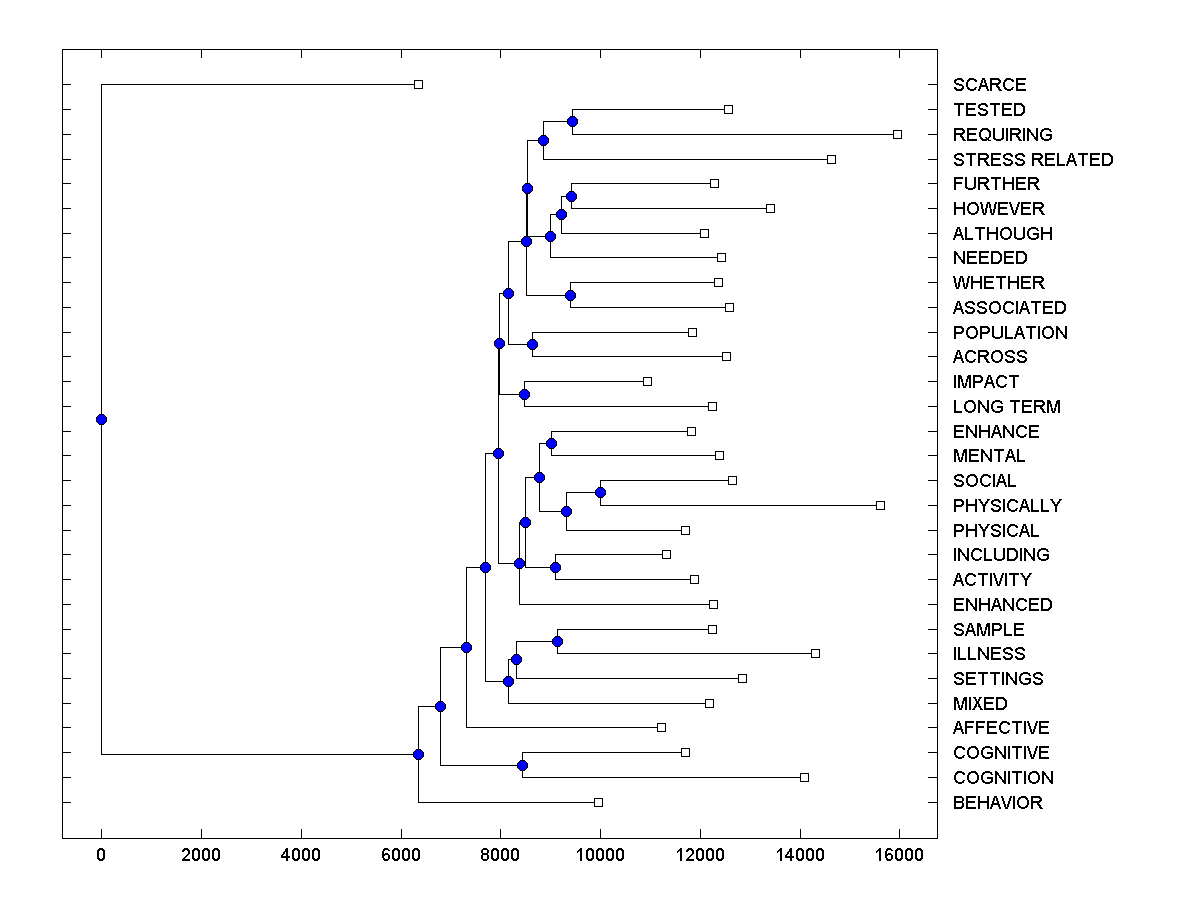 SCARCE
TESTED
REQUIRING
STRESS RELATED
FURTHER
HOWEVER
ALTHOUGH
NEEDED
WHETHER
ASSOCIATED
POPULATION
ACROSS
IMPACT
LONG TERM
ENHANCE
MENTAL
SOCIAL
PHYSICALLY
PHYSICAL
INCLUDING
ACTIVITY
ENHANCED
SAMPLE
ILLNESS
SETTINGS
MIXED
AFFECTIVE
COGNITIVE
COGNITION
BEHAVIOR
0 2000 4000 6000 8000 10000 12000 14000 16000